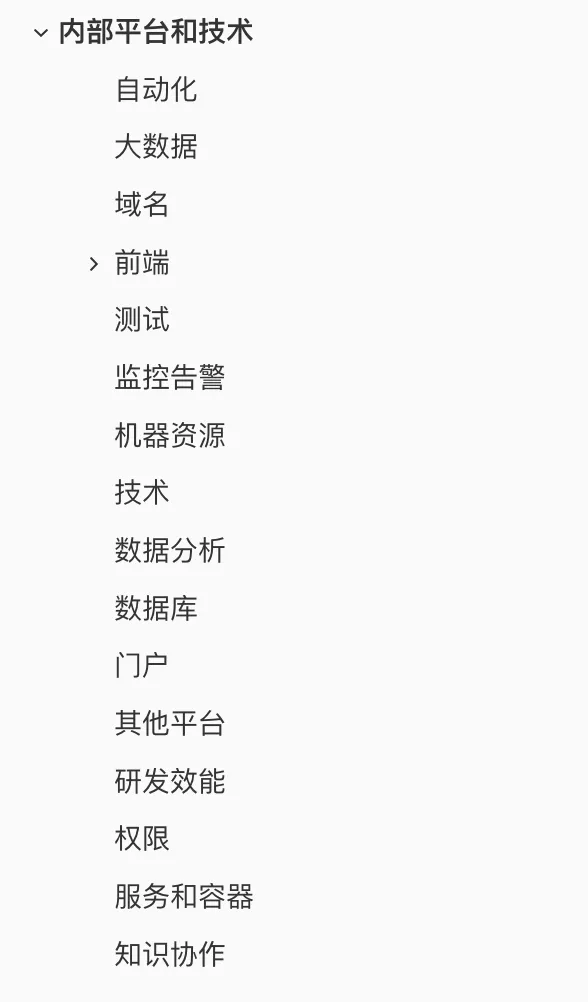 内部平台和技术
自动化
大数据
域名
前端
测试
监控告警
机器资源
技术
数据分析
数据库
门户
其他平台
研发效能
权限
服务和容器
知识协作